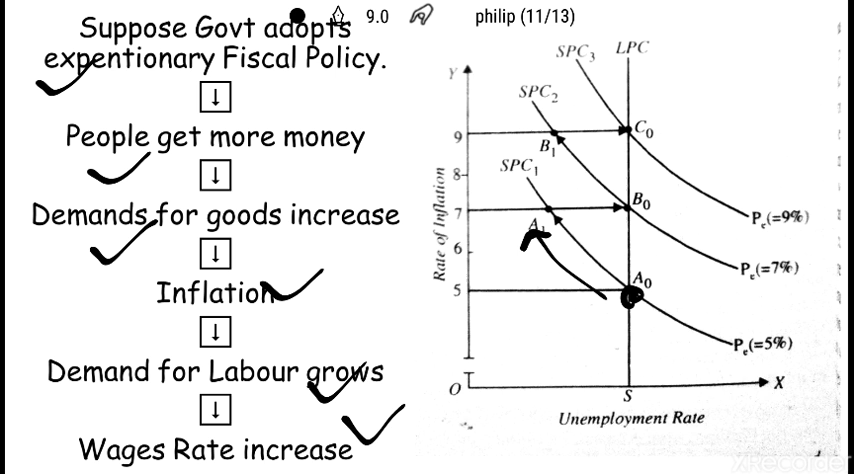 9.0
philip (11/13)
Suppose Govt adopts
expentionary Fiscal Policy.
↓
People get more money
↓
Demands for goods increase
↓
Inflation
↓
Demand for Labour grows
↓
Wages Rate increase
Y
SPC3 LPC
SPC2
SPC1
9
8
7
6
5
O
Rate of Inflation
B1
C0
A1
B0
A0
Pe(=9%)
Pe(=7%)
Pe(=5%)
X
S
Unemployment Rate
XRecorder